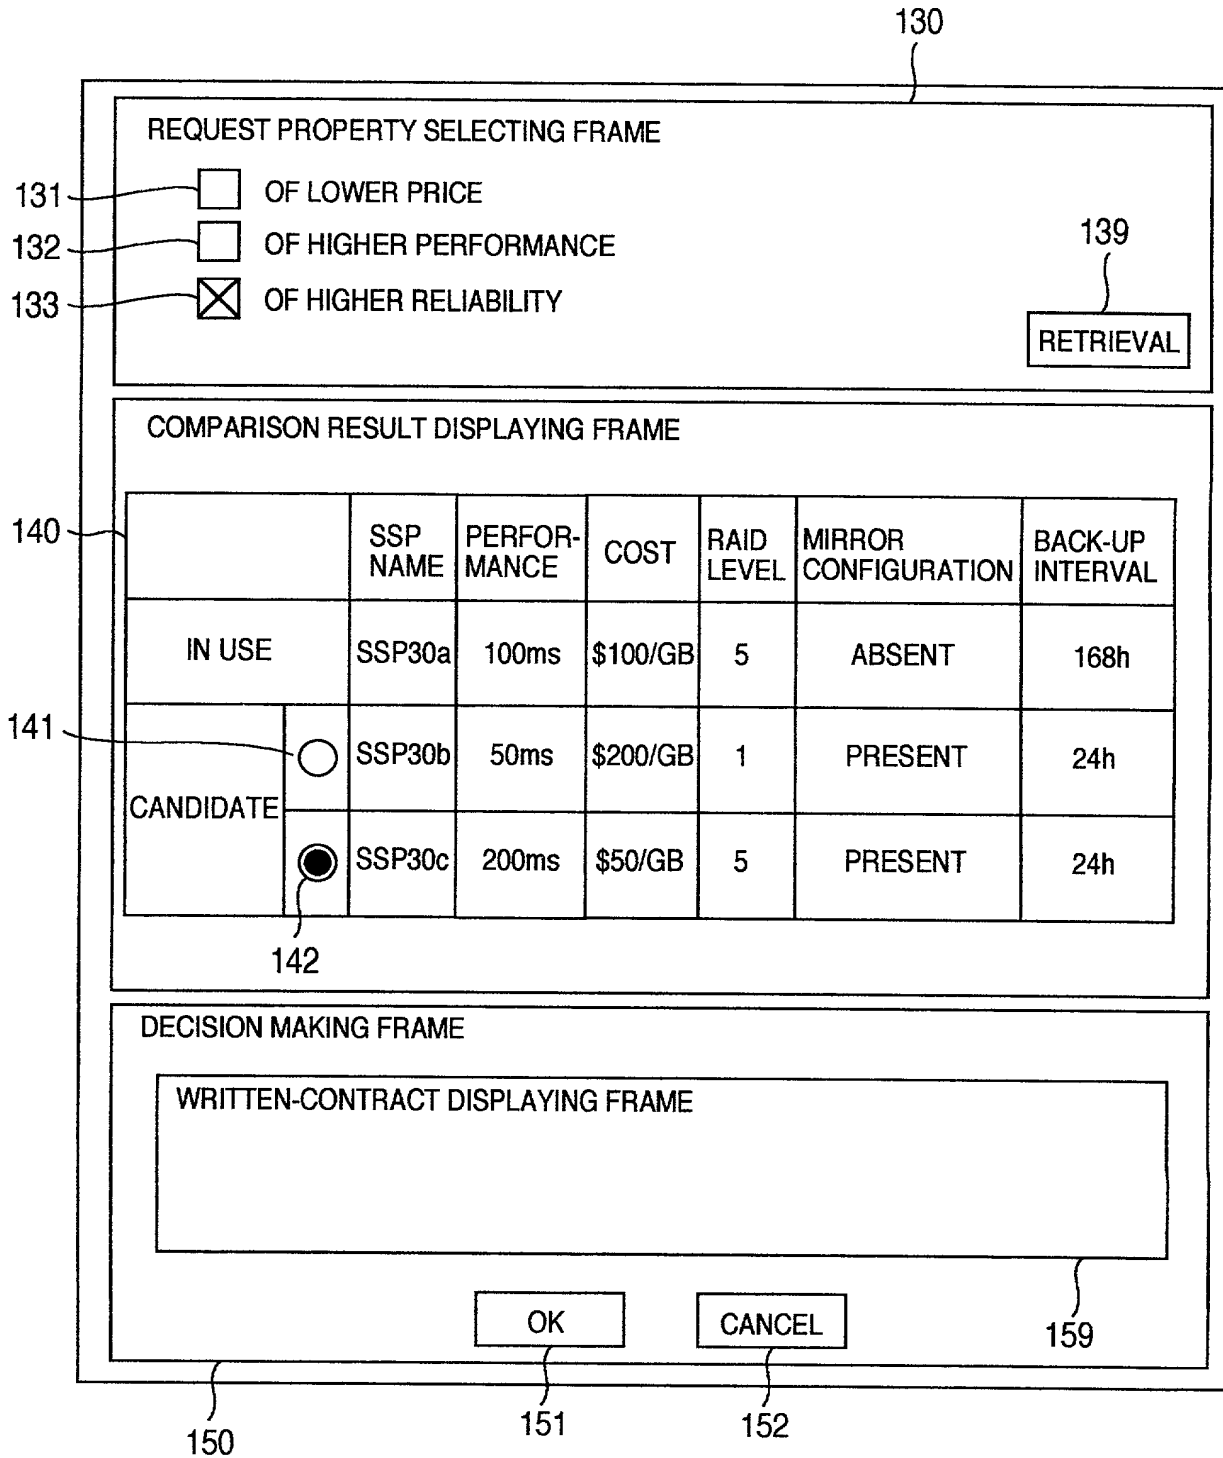 130
REQUEST PROPERTY SELECTING FRAME
131 OF LOWER PRICE
132 OF HIGHER PERFORMANCE
139
133 OF HIGHER RELIABILITY
RETRIEVAL
COMPARISON RESULT DISPLAYING FRAME
140
SSP NAME PERFOR-MANCE COST RAID LEVEL MIRROR CONFIGURATION BACK-UP INTERVAL
IN USE SSP30a 100ms $100/GB 5 ABSENT 168h
141
CANDIDATE
SSP30b 50ms $200/GB 1 PRESENT 24h
SSP30c 200ms $50/GB 5 PRESENT 24h
142
DECISION MAKING FRAME
WRITTEN-CONTRACT DISPLAYING FRAME
OK CANCEL
159
150 151 152